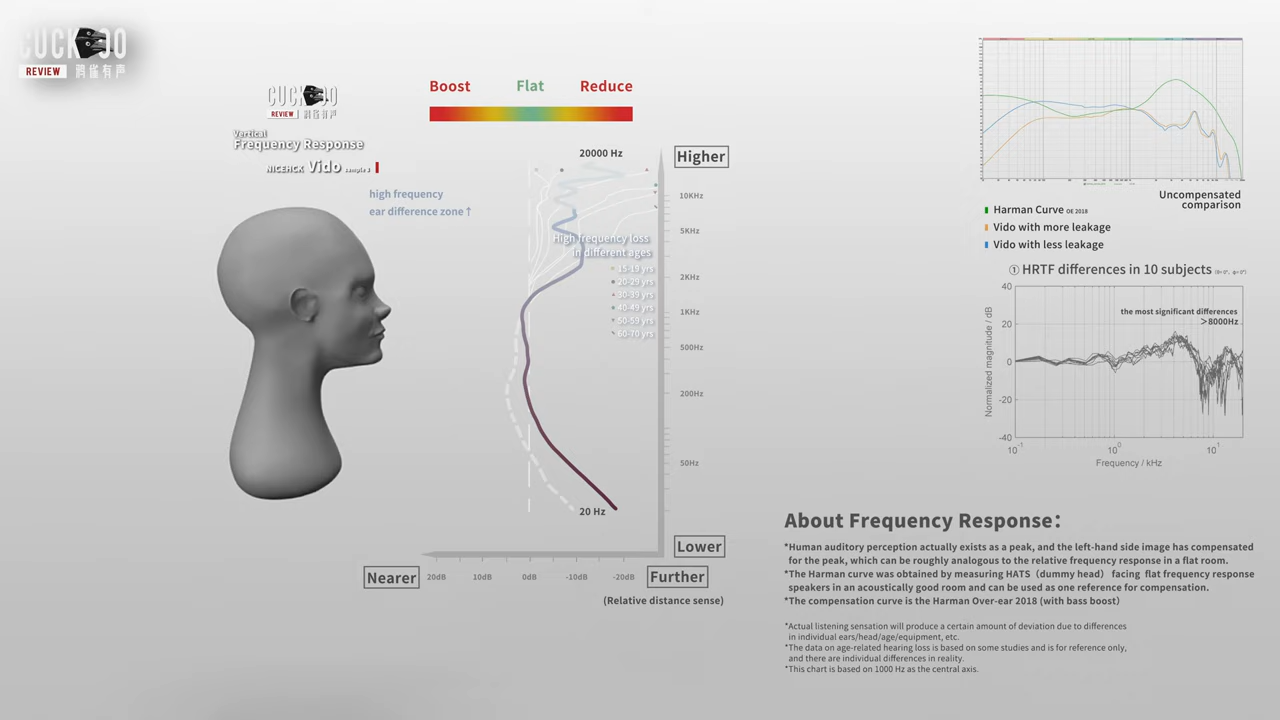 CUCKOO
REVIEW 鹊雀有声
CUCKOO
REVIEW
Vertical
Frequency Response
NICEHCK Vido sample 1
high frequency
ear difference zone ↑
Boost Flat Reduce
20000 Hz
Higher
10KHz
5KHz
High frequency loss
in different ages
15-19 yrs
20-29 yrs
30-39 yrs
40-49 yrs
50-59 yrs
60-70 yrs
2KHz
1KHz
500Hz
200Hz
50Hz
20 Hz
Lower
Nearer 20dB 10dB 0dB -10dB -20dB Further
(Relative distance sense)
Uncompensated
comparison
Harman Curve OE 2018
Vido with more leakage
Vido with less leakage
① HRTF differences in 10 subjects (θ= 0°, φ= 0°)
the most significant differences
＞8000Hz
Normalized magnitude / dB
40
20
0
-20
-40
10-1 100 101
Frequency / kHz
About Frequency Response：
*Human auditory perception actually exists as a peak, and the left-hand side image has compensated
for the peak, which can be roughly analogous to the relative frequency response in a flat room.
*The Harman curve was obtained by measuring HATS（dummy head） facing flat frequency response
speakers in an acoustically good room and can be used as one reference for compensation.
*The compensation curve is the Harman Over-ear 2018 (with bass boost）
*Actual listening sensation will produce a certain amount of deviation due to differences
in individual ears/head/age/equipment, etc.
*The data on age-related hearing loss is based on some studies and is for reference only,
and there are individual differences in reality.
*This chart is based on 1000 Hz as the central axis.